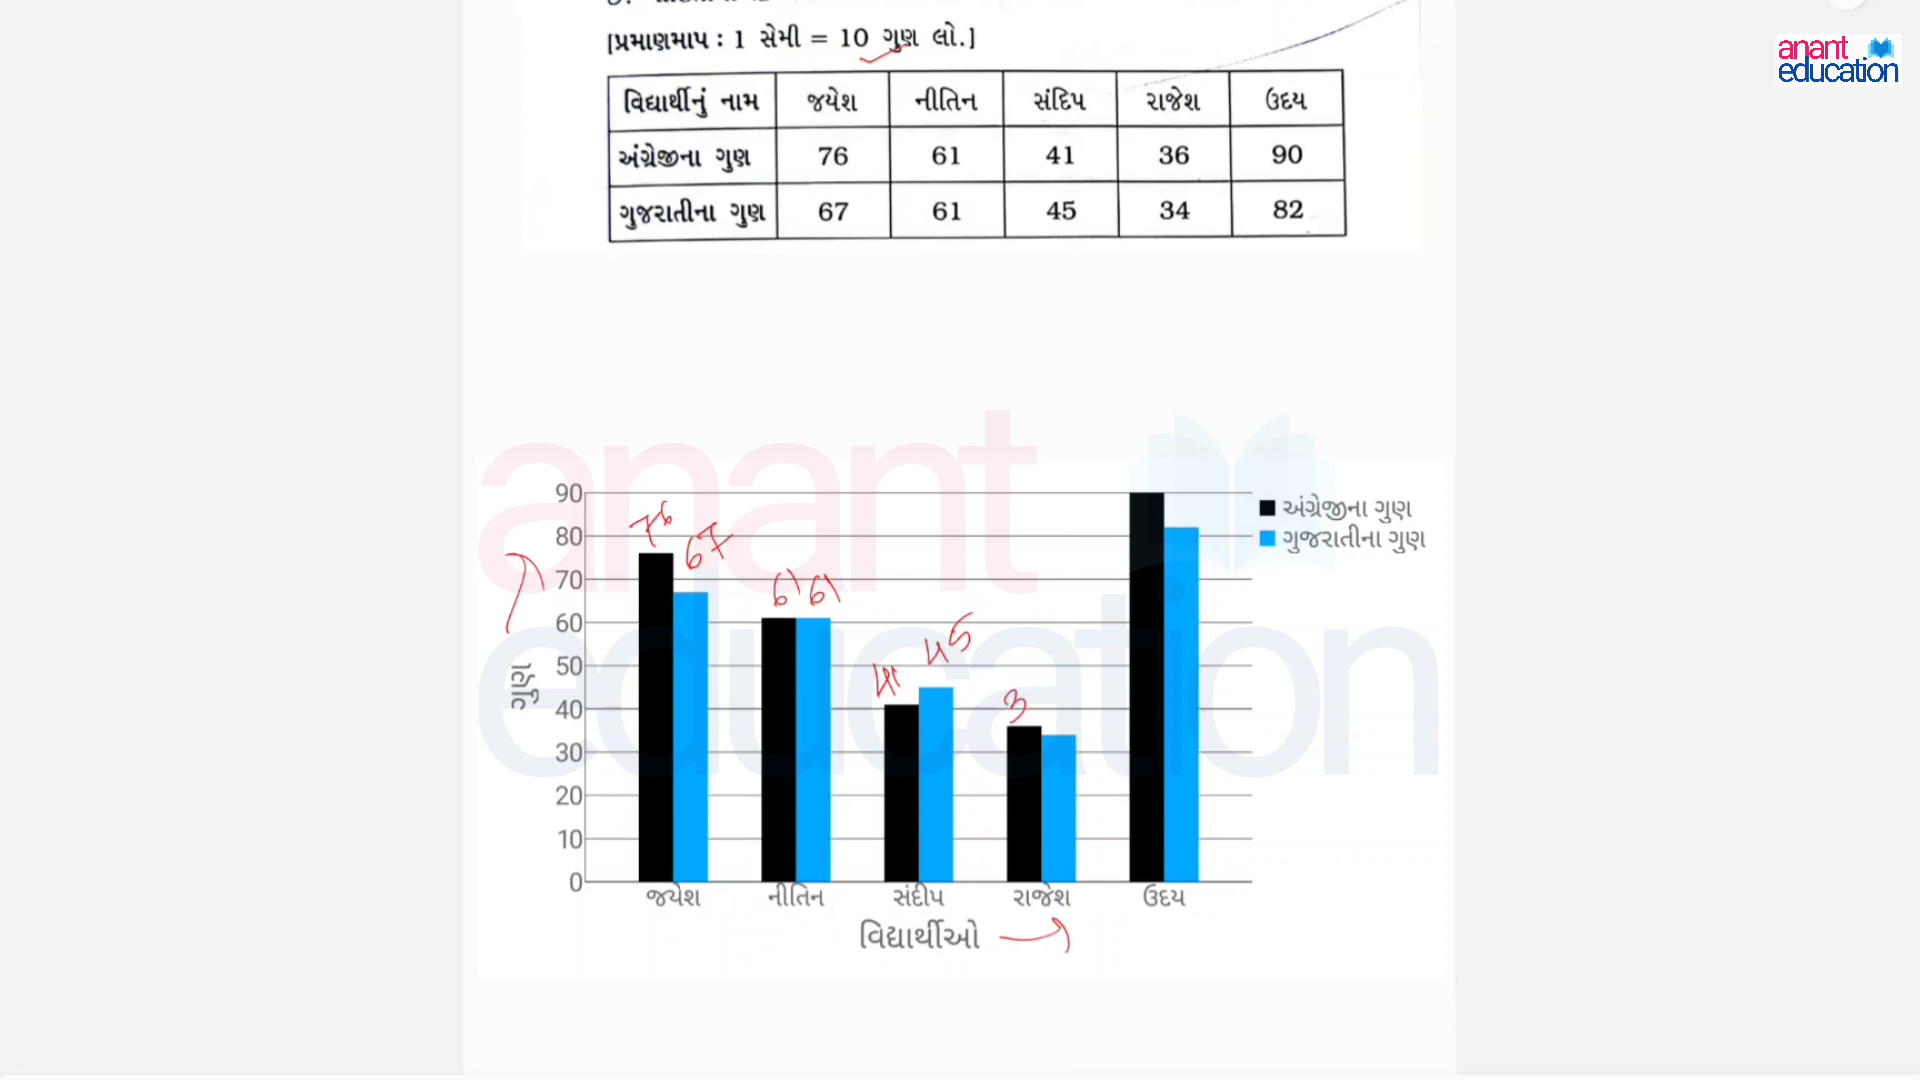 [પ્રમાણમાપ : 1 સેમી = 10 ગુણ લો.]
વિદ્યાર્થીનું નામ જયેશ નીતિન સંદિપ રાજેશ ઉદય
અંગ્રેજીના ગુણ 76 61 41 36 90
ગુજરાતીના ગુણ 67 61 45 34 82
anant
education
anant
education
90
80
70
60
50
40
30
20
10
0
ગુણ
76
67
61
61
41
45
3
અંગ્રેજીના ગુણ
ગુજરાતીના ગુણ
જયેશ નીતિન સંદીપ રાજેશ ઉદય
વિદ્યાર્થીઓ